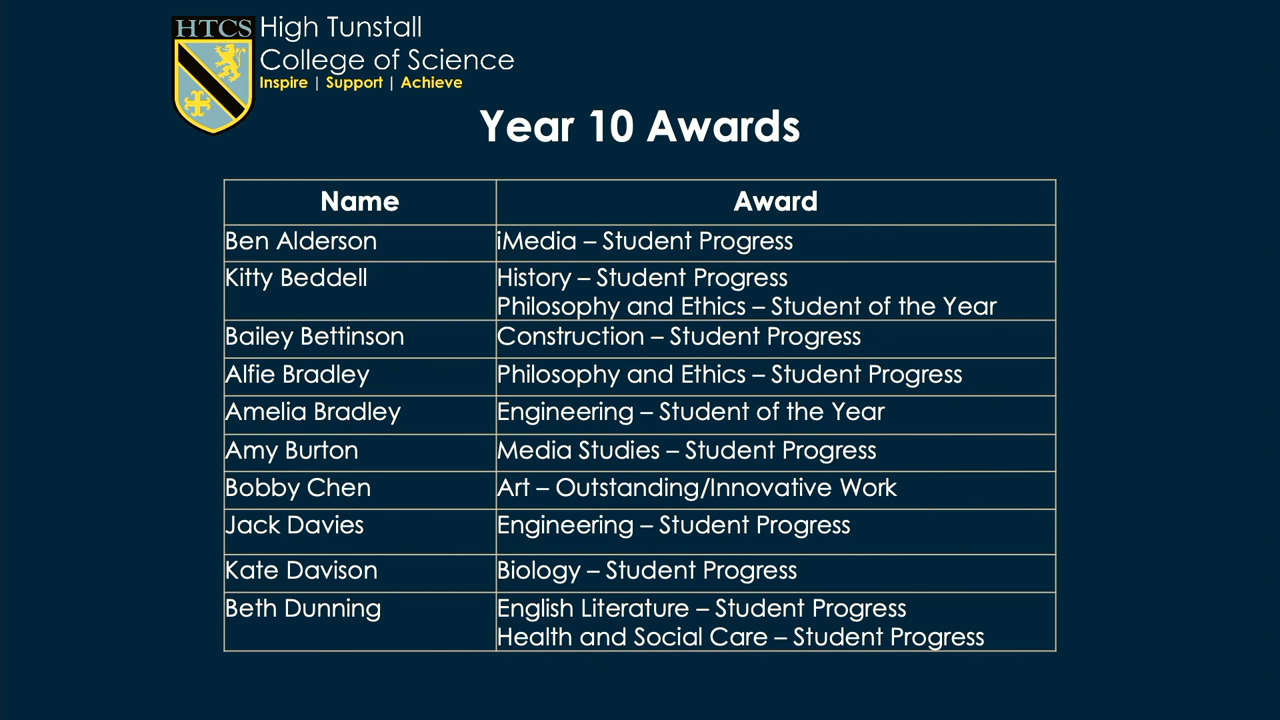 HTCS
High Tunstall
College of Science
Inspire | Support | Achieve
Year 10 Awards
Name Award
Ben Alderson iMedia – Student Progress
Kitty Beddell History – Student Progress
Philosophy and Ethics – Student of the Year
Bailey Bettinson Construction – Student Progress
Alfie Bradley Philosophy and Ethics – Student Progress
Amelia Bradley Engineering – Student of the Year
Amy Burton Media Studies – Student Progress
Bobby Chen Art – Outstanding/Innovative Work
Jack Davies Engineering – Student Progress
Kate Davison Biology – Student Progress
Beth Dunning English Literature – Student Progress
Health and Social Care – Student Progress